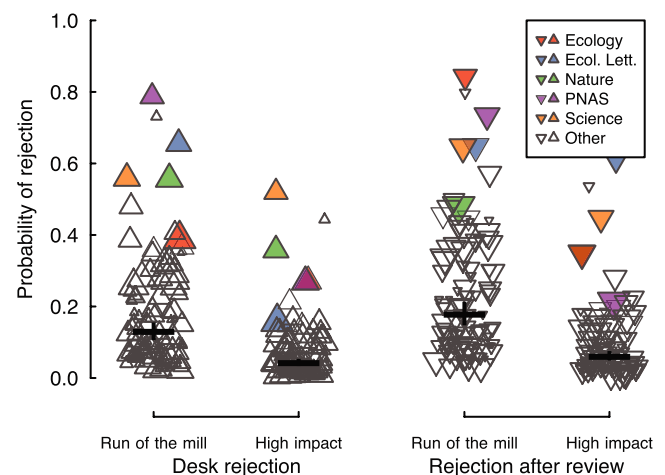 1.0
0.8
0.6
0.4
0.2
0.0
Probability of rejection
Ecology
Ecol. Lett.
Nature
PNAS
Science
Other
Run of the mill High impact Run of the mill High impact
Desk rejection Rejection after review